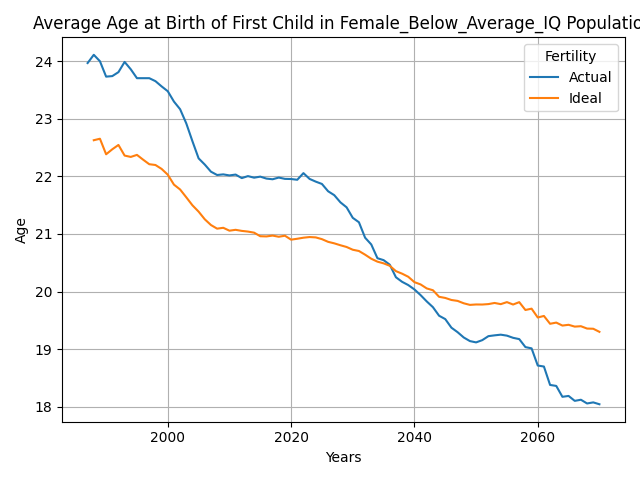 Average Age at Birth of First Child in Female_Below_Average_IQ Populatio
Fertility
Actual
Ideal
24
23
22
21
20
19
18
Age
2000
2020
2040
2060
Years